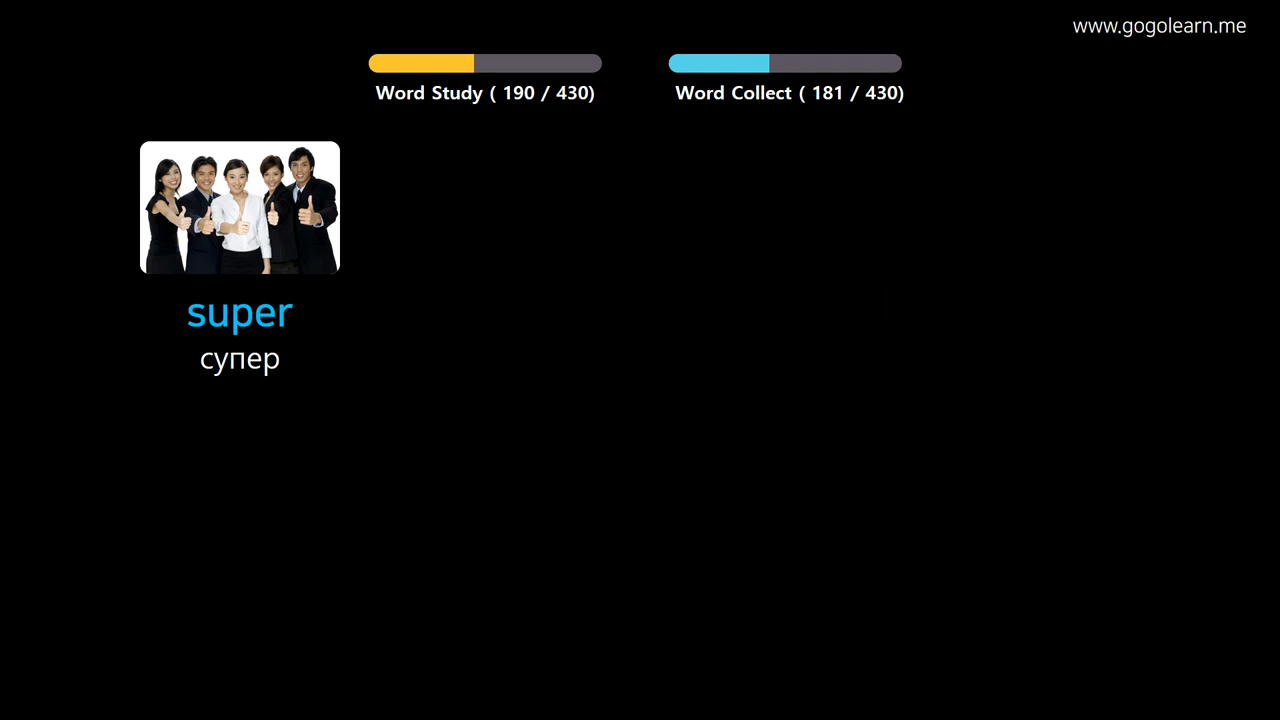 www.gogolearn.me
Word Study ( 190 / 430)
Word Collect ( 181 / 430)
super
супер